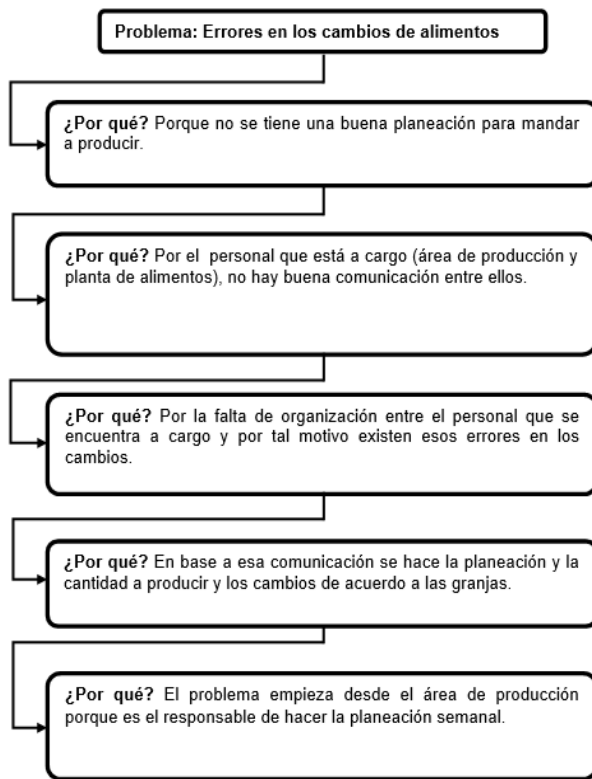 Problema: Errores en los cambios de alimentos
¿Por qué? Porque no se tiene una buena planeación para mandar
a producir.
¿Por qué? Por el personal que está a cargo (área de producción y
planta de alimentos), no hay buena comunicación entre ellos.
¿Por qué? Por la falta de organización entre el personal que se
encuentra a cargo y por tal motivo existen esos errores en los
cambios.
¿Por qué? En base a esa comunicación se hace la planeación y la
cantidad a producir y los cambios de acuerdo a las granjas.
¿Por qué? El problema empieza desde el área de producción
porque es el responsable de hacer la planeación semanal.